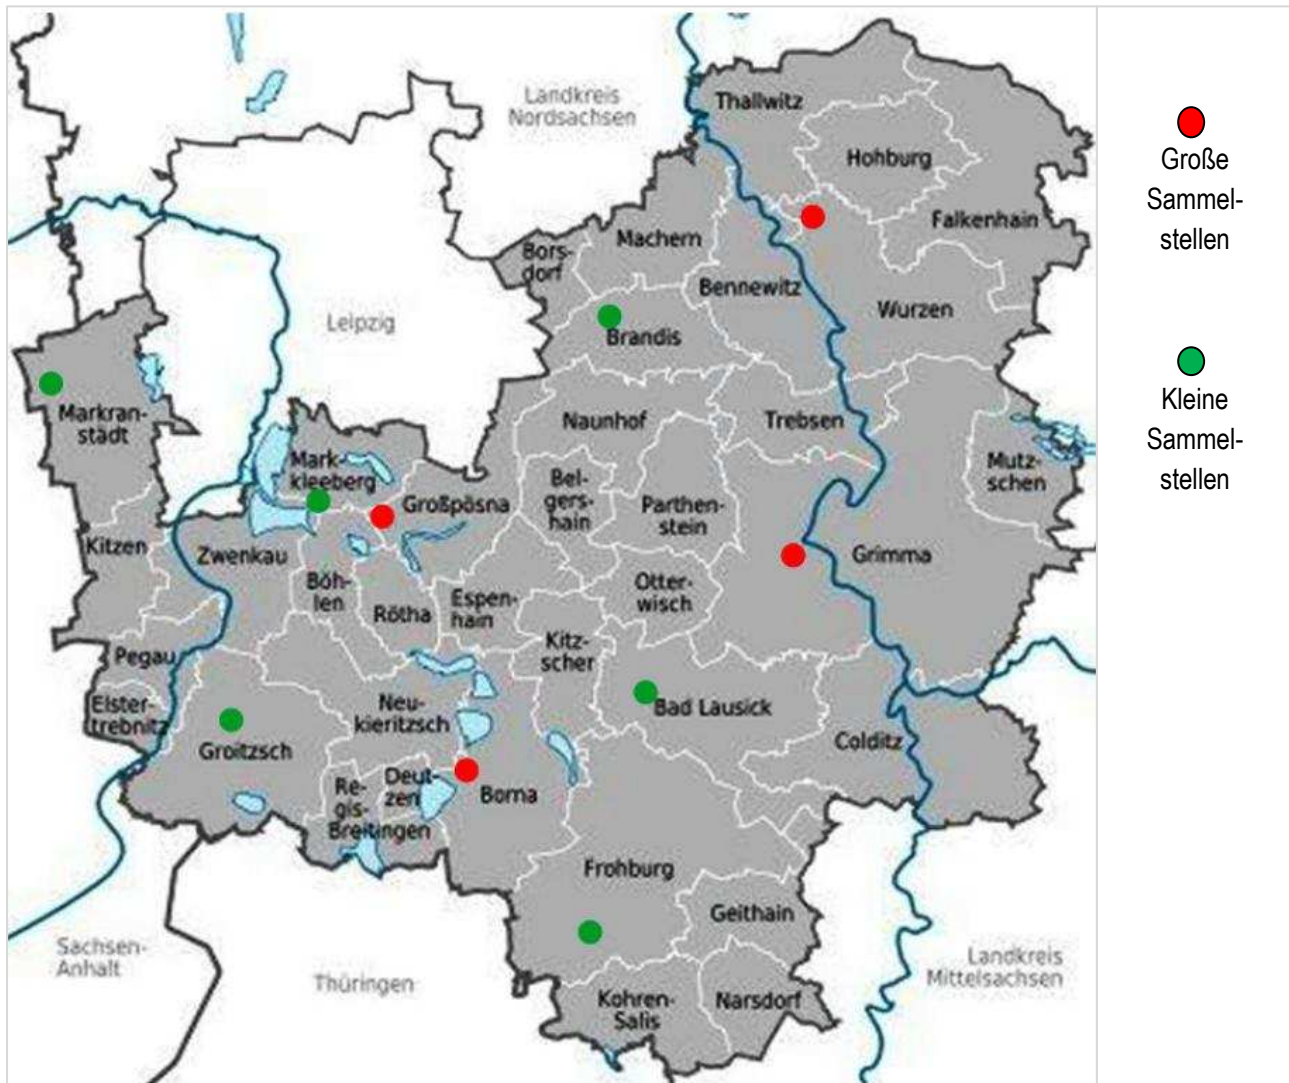 Landkreis
Nordsachsen
Thallwitz
Hohburg
Falkenhain
Machern
Bors-
dorf
Bennewitz
Wurzen
Leipzig
Brandis
Markran-
städt
Naunhof
Trebsen
Mark-
kleeberg
Großpösna
Bel-
gers-
hain
Parthen-
stein
Mutz-
schen
Kitzen
Zwenkau
Böh-
len
Rötha
Espen-
hain
Otter-
wisch
Grimma
Kitz-
scher
Pegau
Elster-
trebnitz
Groitzsch
Neu-
kieritzsch
Bad Lausick
Colditz
Deut-
zen
Re-
gis-
Breitingen
Borna
Frohburg
Geithain
Sachsen-
Anhalt
Thüringen
Kohren-
Salis
Narsdorf
Landkreis
Mittelsachsen
Große
Sammel-
stellen
Kleine
Sammel-
stellen